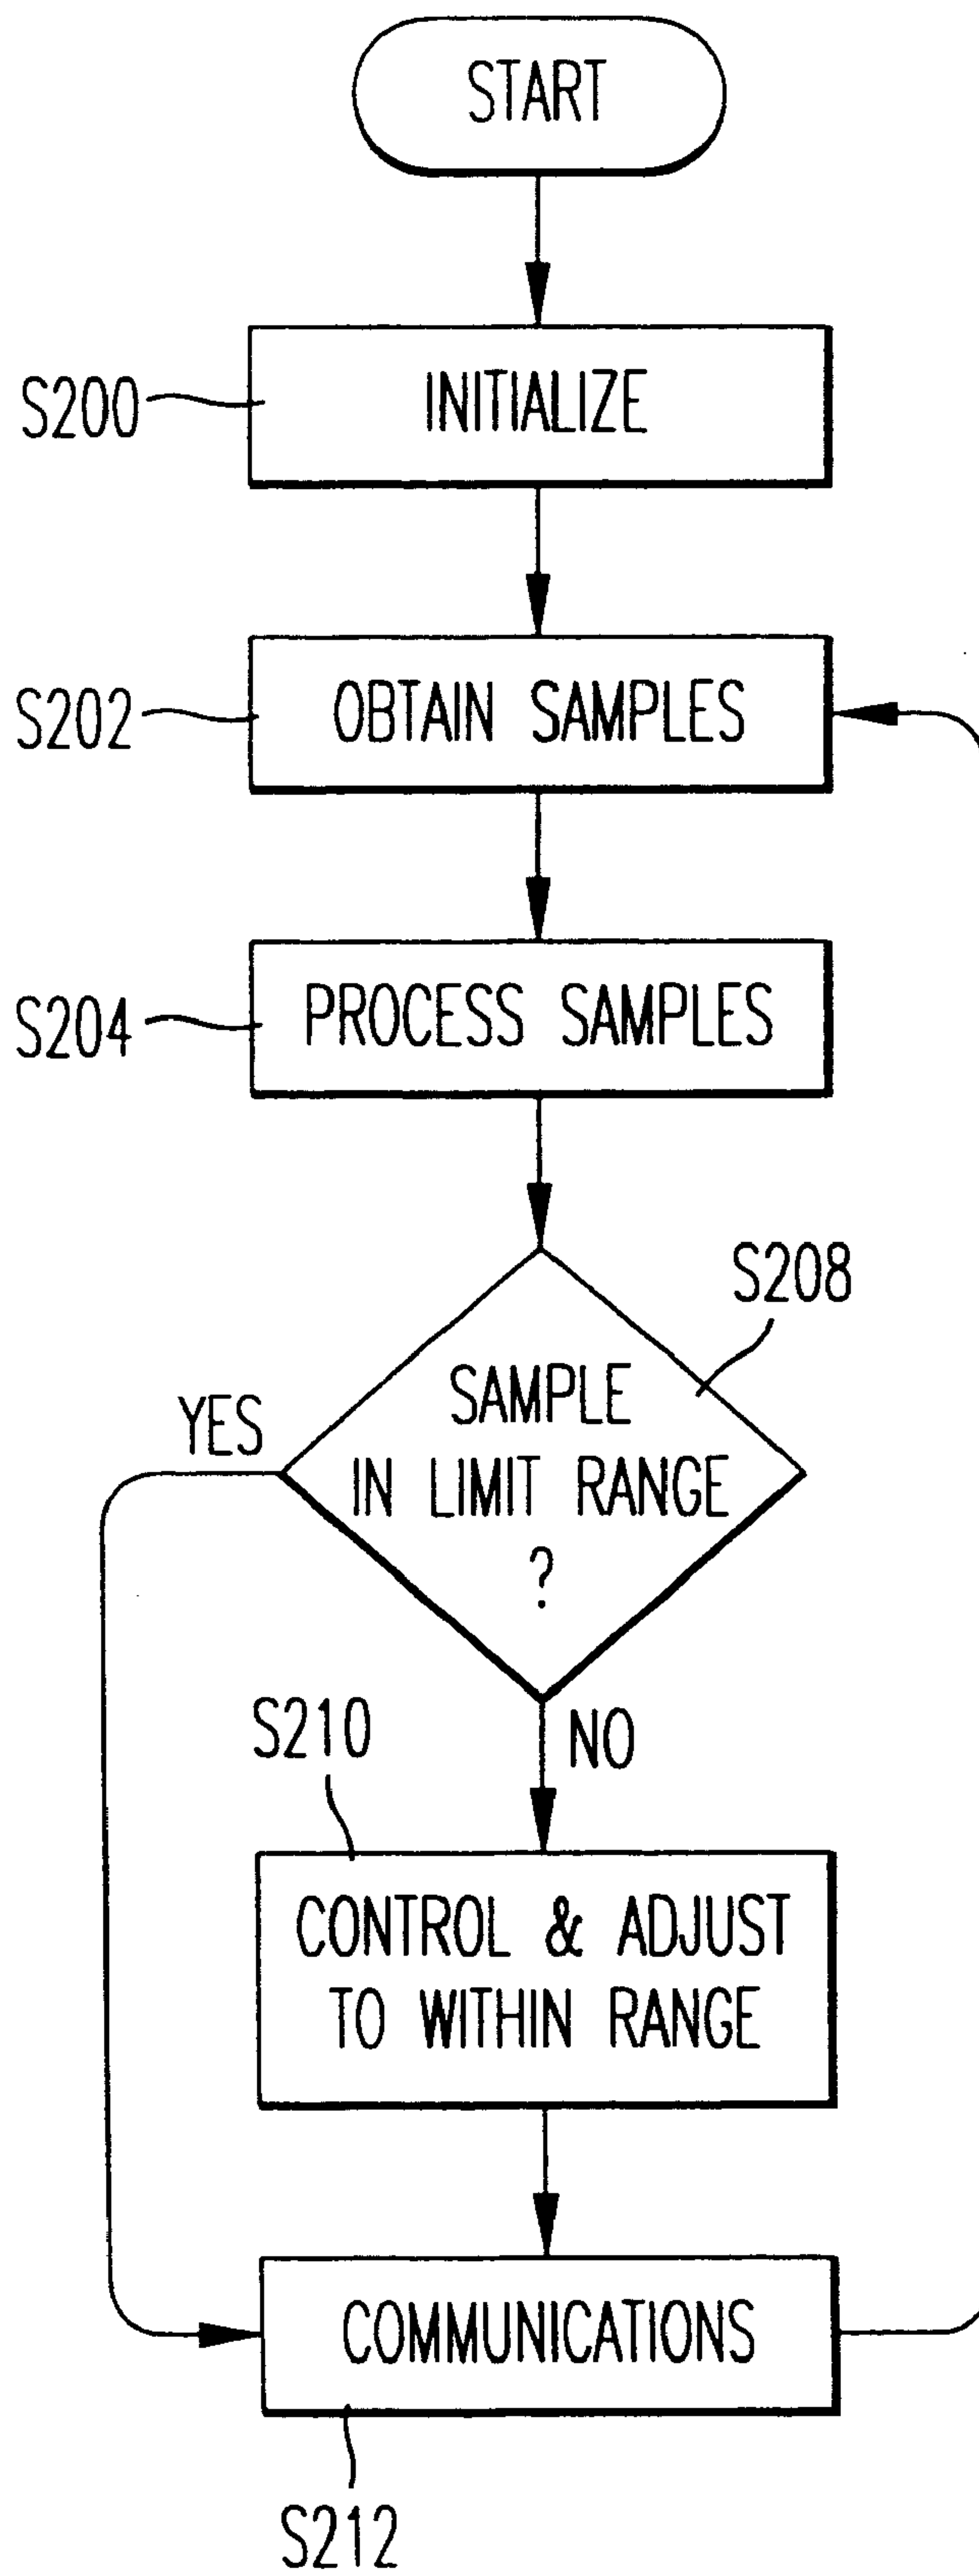 START
S200
INITIALIZE
S202
OBTAIN SAMPLES
S204
PROCESS SAMPLES
S208
SAMPLE
IN LIMIT RANGE
?
YES
NO
S210
CONTROL & ADJUST
TO WITHIN RANGE
COMMUNICATIONS
S212